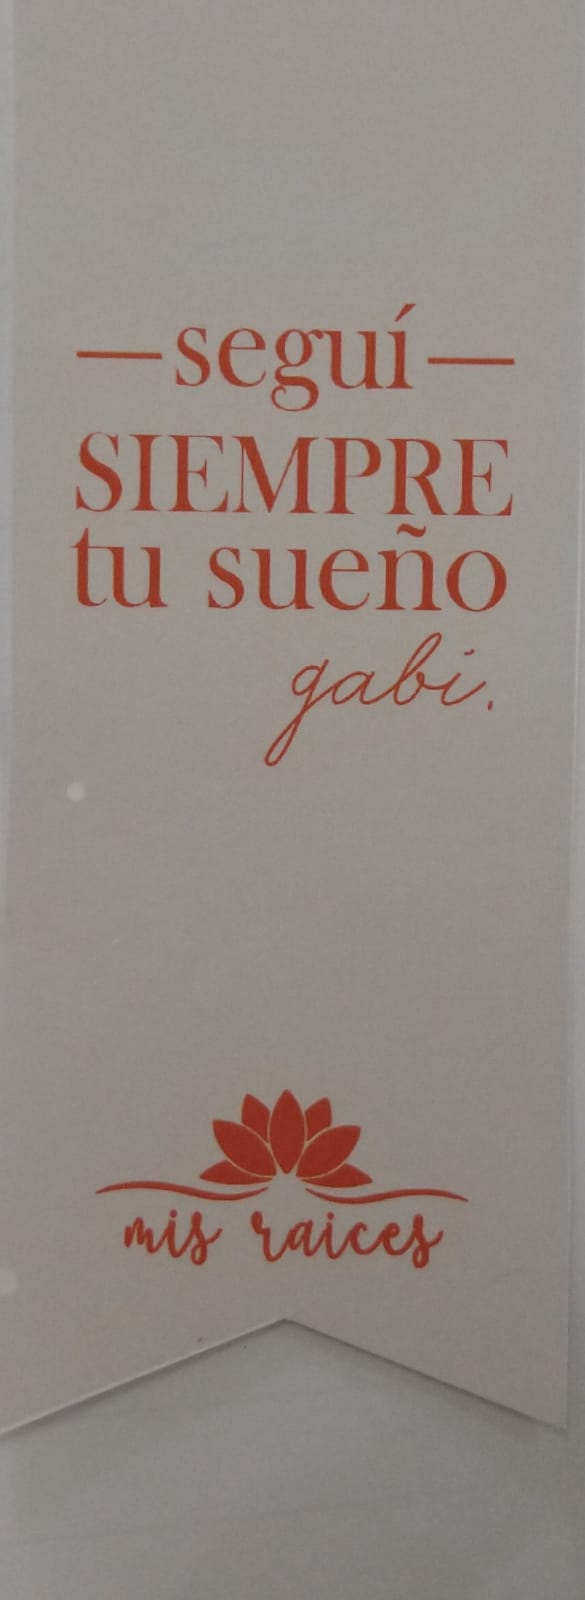 seguí
SIEMPRE
tu sueño
gabi.
mis raices